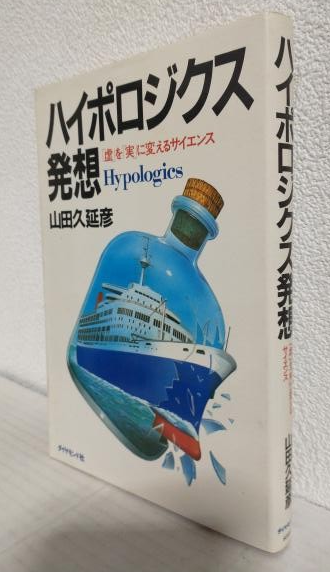 ハイポロジクス
発想
「虚」を「実」に変えるサイエンス
Hypologics
山田久延彦
ダイヤモンド社
ハイポロジクス発想
山田久延彦